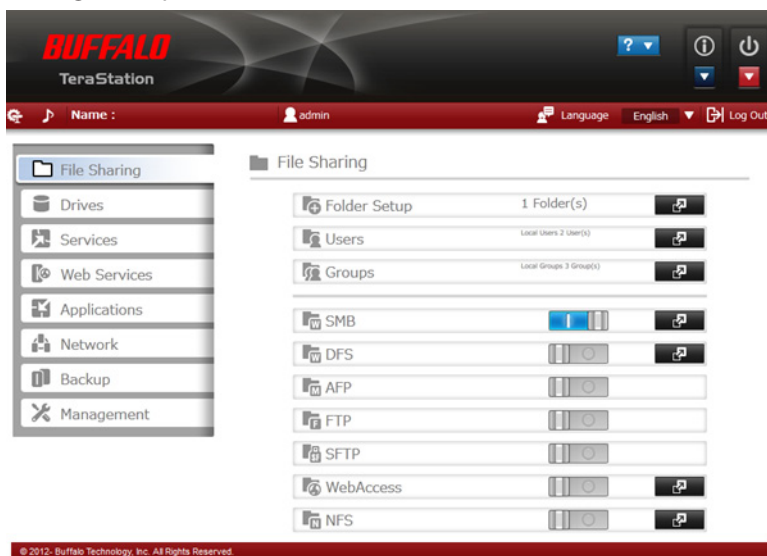 BUFFALO
TeraStation
?
Name :
admin
Language
English
Log Out
File Sharing
Drives
Services
Web Services
Applications
Network
Backup
Management
File Sharing
Folder Setup 1 Folder(s)
Users Local Users 2 User(s)
Groups Local Groups 3 Group(s)
SMB
DFS
AFP
FTP
SFTP
WebAccess
NFS
© 2012- Buffalo Technology, Inc. All Rights Reserved.